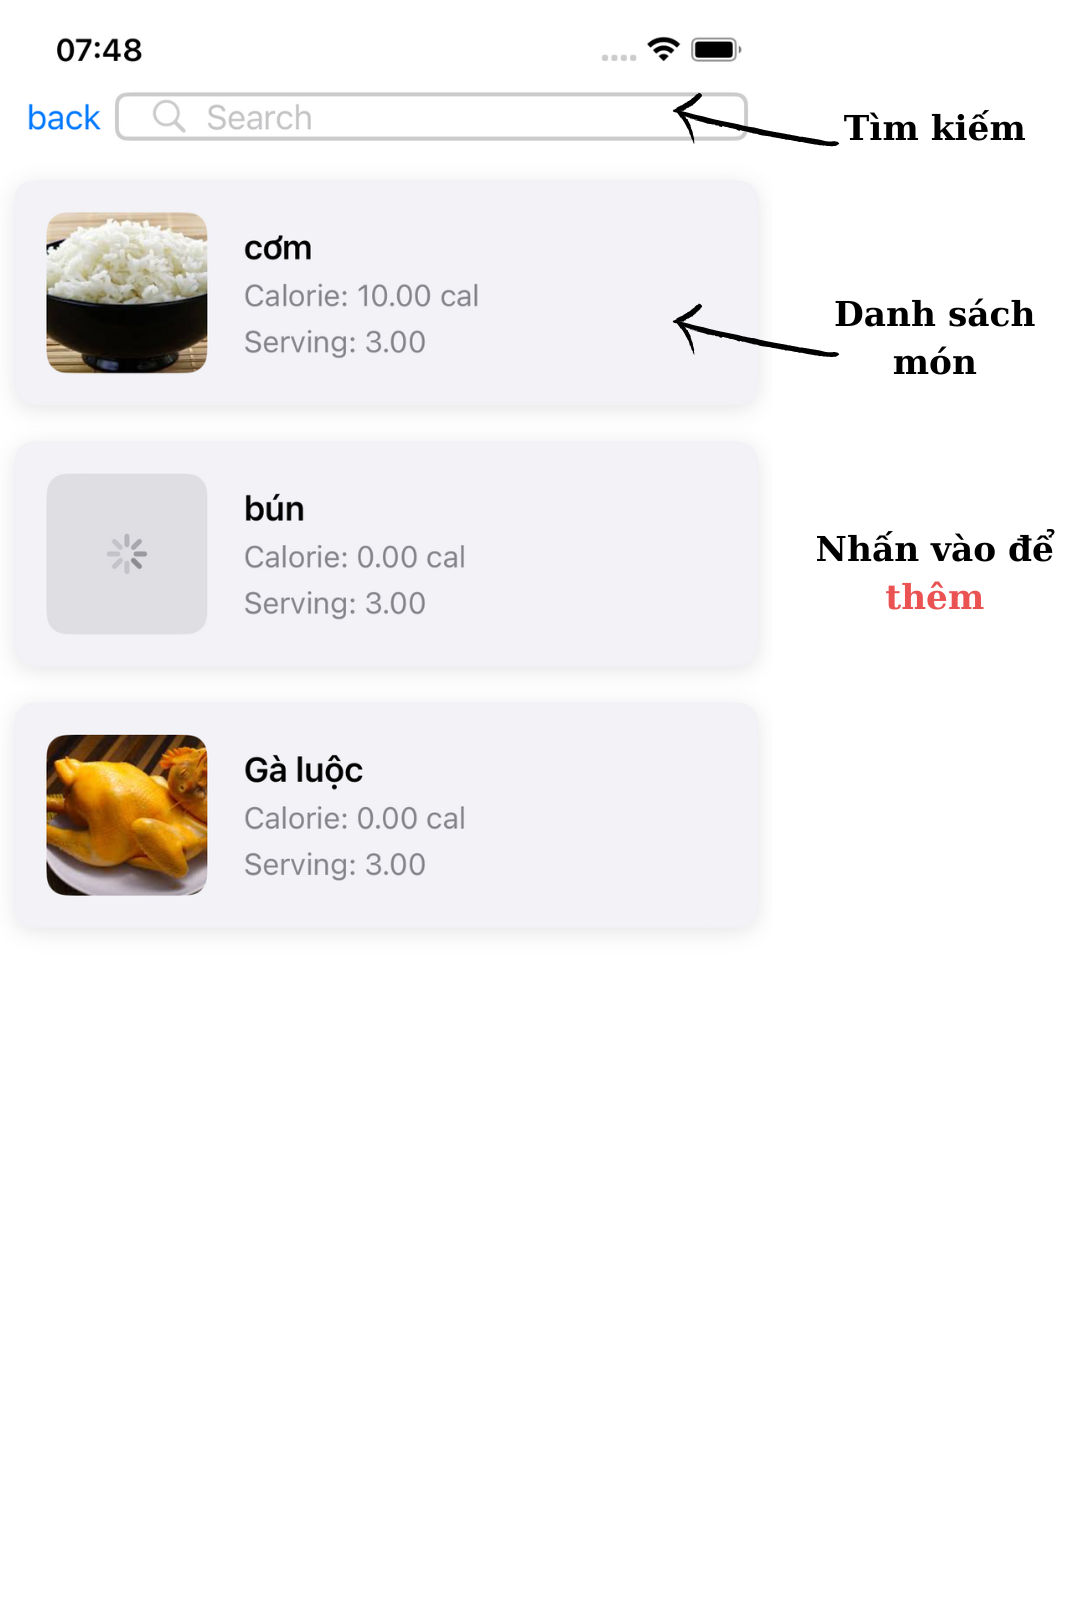 07:48
back
Search
Tìm kiếm
cơm
Calorie: 10.00 cal
Serving: 3.00
Danh sách
món
bún
Calorie: 0.00 cal
Serving: 3.00
Nhấn vào để
thêm
Gà luộc
Calorie: 0.00 cal
Serving: 3.00